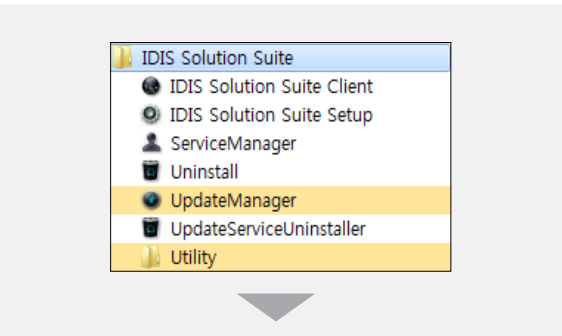 IDIS Solution Suite
IDIS Solution Suite Client
IDIS Solution Suite Setup
ServiceManager
Uninstall
UpdateManager
UpdateServiceUninstaller
Utility